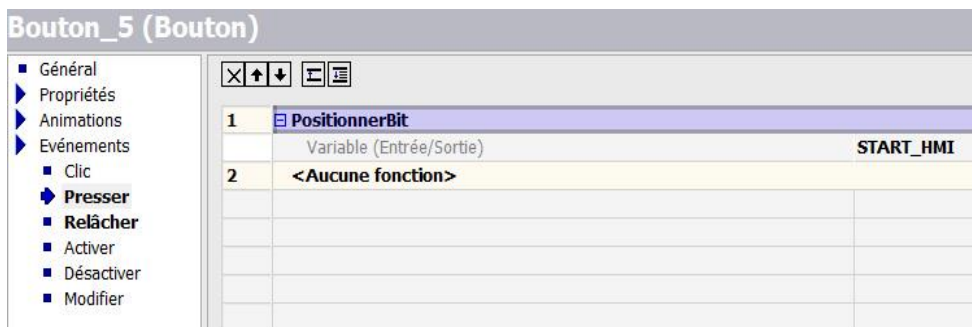 Bouton_5 (Bouton)
Général
Propriétés
Animations
Evénements
Clic
Presser
Relâcher
Activer
Désactiver
Modifier
1 PositionnerBit
Variable (Entrée/Sortie) START_HMI
2 <Aucune fonction>